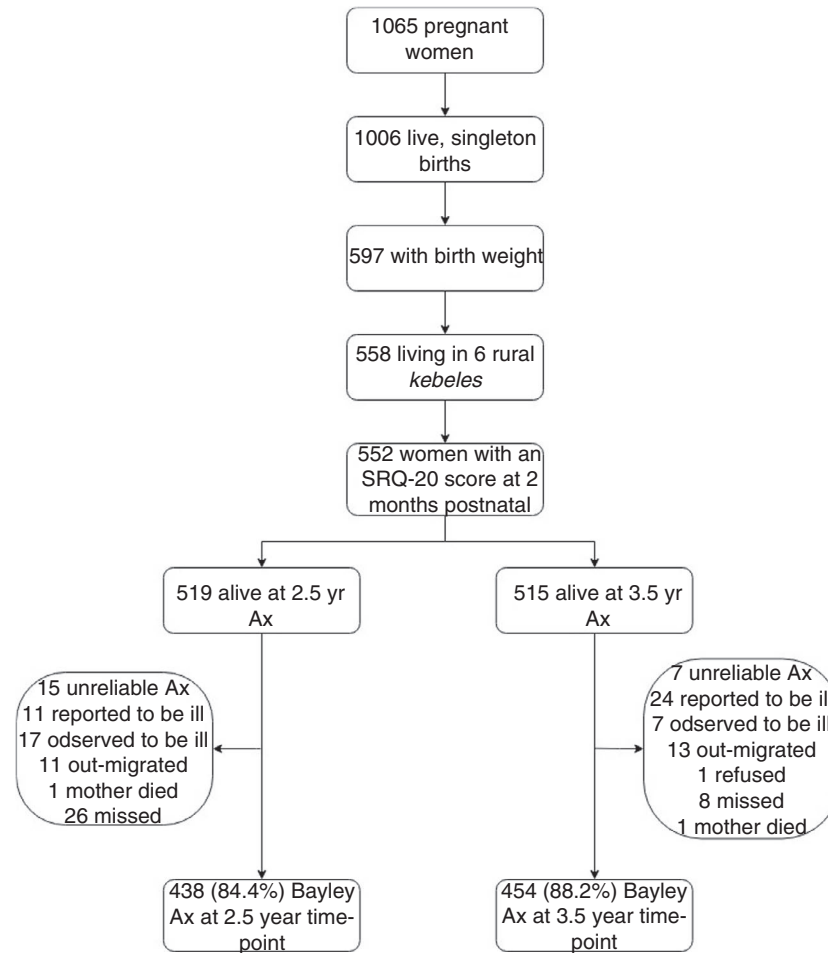 1065 pregnant
women
1006 live, singleton
births
597 with birth weight
558 living in 6 rural
kebeles
552 women with an
SRQ-20 score at 2
months postnatal
519 alive at 2.5 yr
Ax
515 alive at 3.5 yr
Ax
15 unreliable Ax
11 reported to be ill
17 odserved to be ill
11 out-migrated
1 mother died
26 missed
7 unreliable Ax
24 reported to be ill
7 odserved to be ill
13 out-migrated
1 refused
8 missed
1 mother died
438 (84.4%) Bayley
Ax at 2.5 year time-
point
454 (88.2%) Bayley
Ax at 3.5 year time-
point